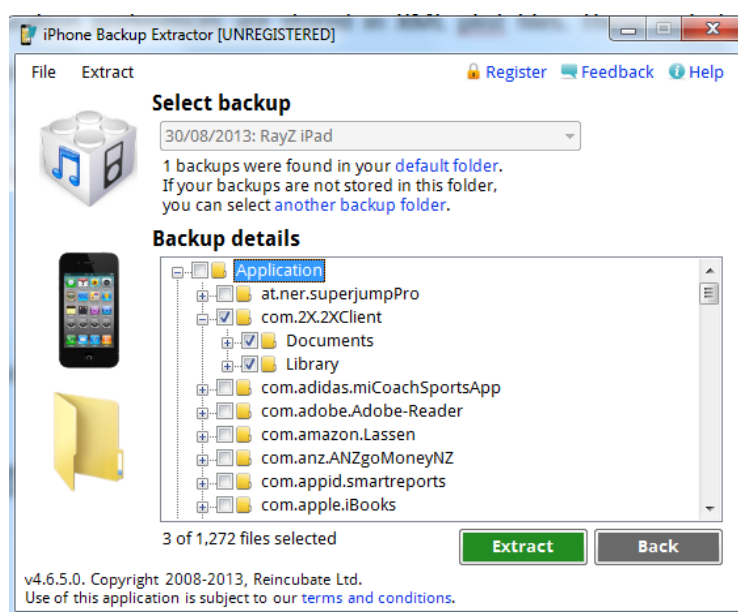 iPhone Backup Extractor [UNREGISTERED]
File Extract Register Feedback Help
Select backup
30/08/2013: RayZ iPad
1 backups were found in your default folder.
If your backups are not stored in this folder,
you can select another backup folder.
Backup details
Application
at.ner.superjumpPro
com.2X.2XClient
Documents
Library
com.adidas.miCoachSportsApp
com.adobe.Adobe-Reader
com.amazon.Lassen
com.anz.ANZgoMoneyNZ
com.appid.smartreports
com.apple.iBooks
3 of 1,272 files selected
Extract Back
v4.6.5.0. Copyright 2008-2013, Reincubate Ltd.
Use of this application is subject to our terms and conditions.